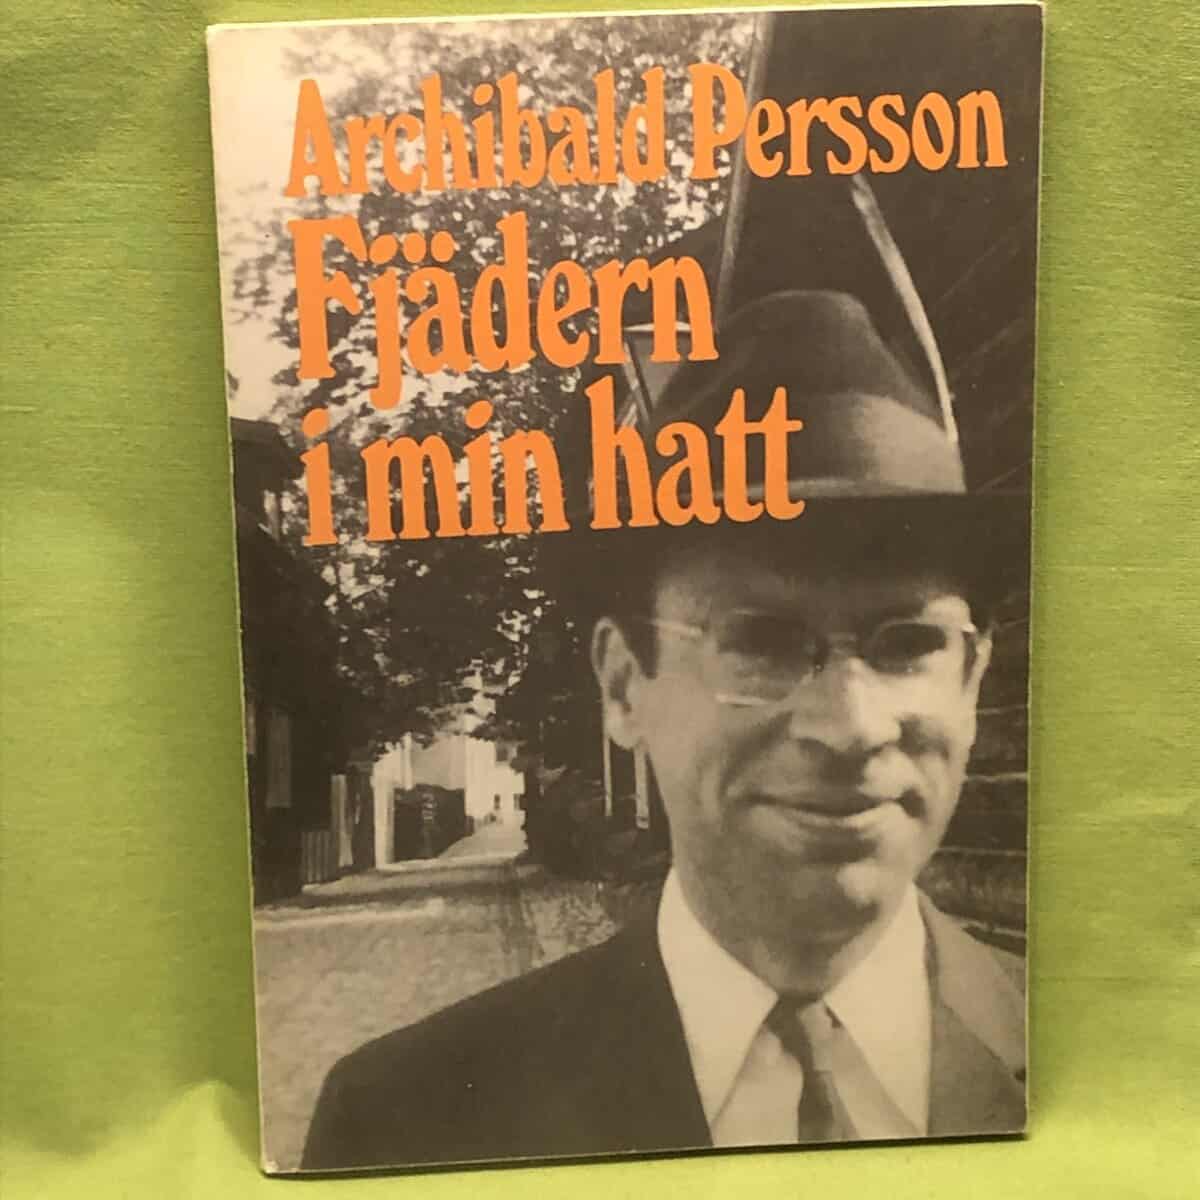 Archibald Persson
Fjädern
i min hatt